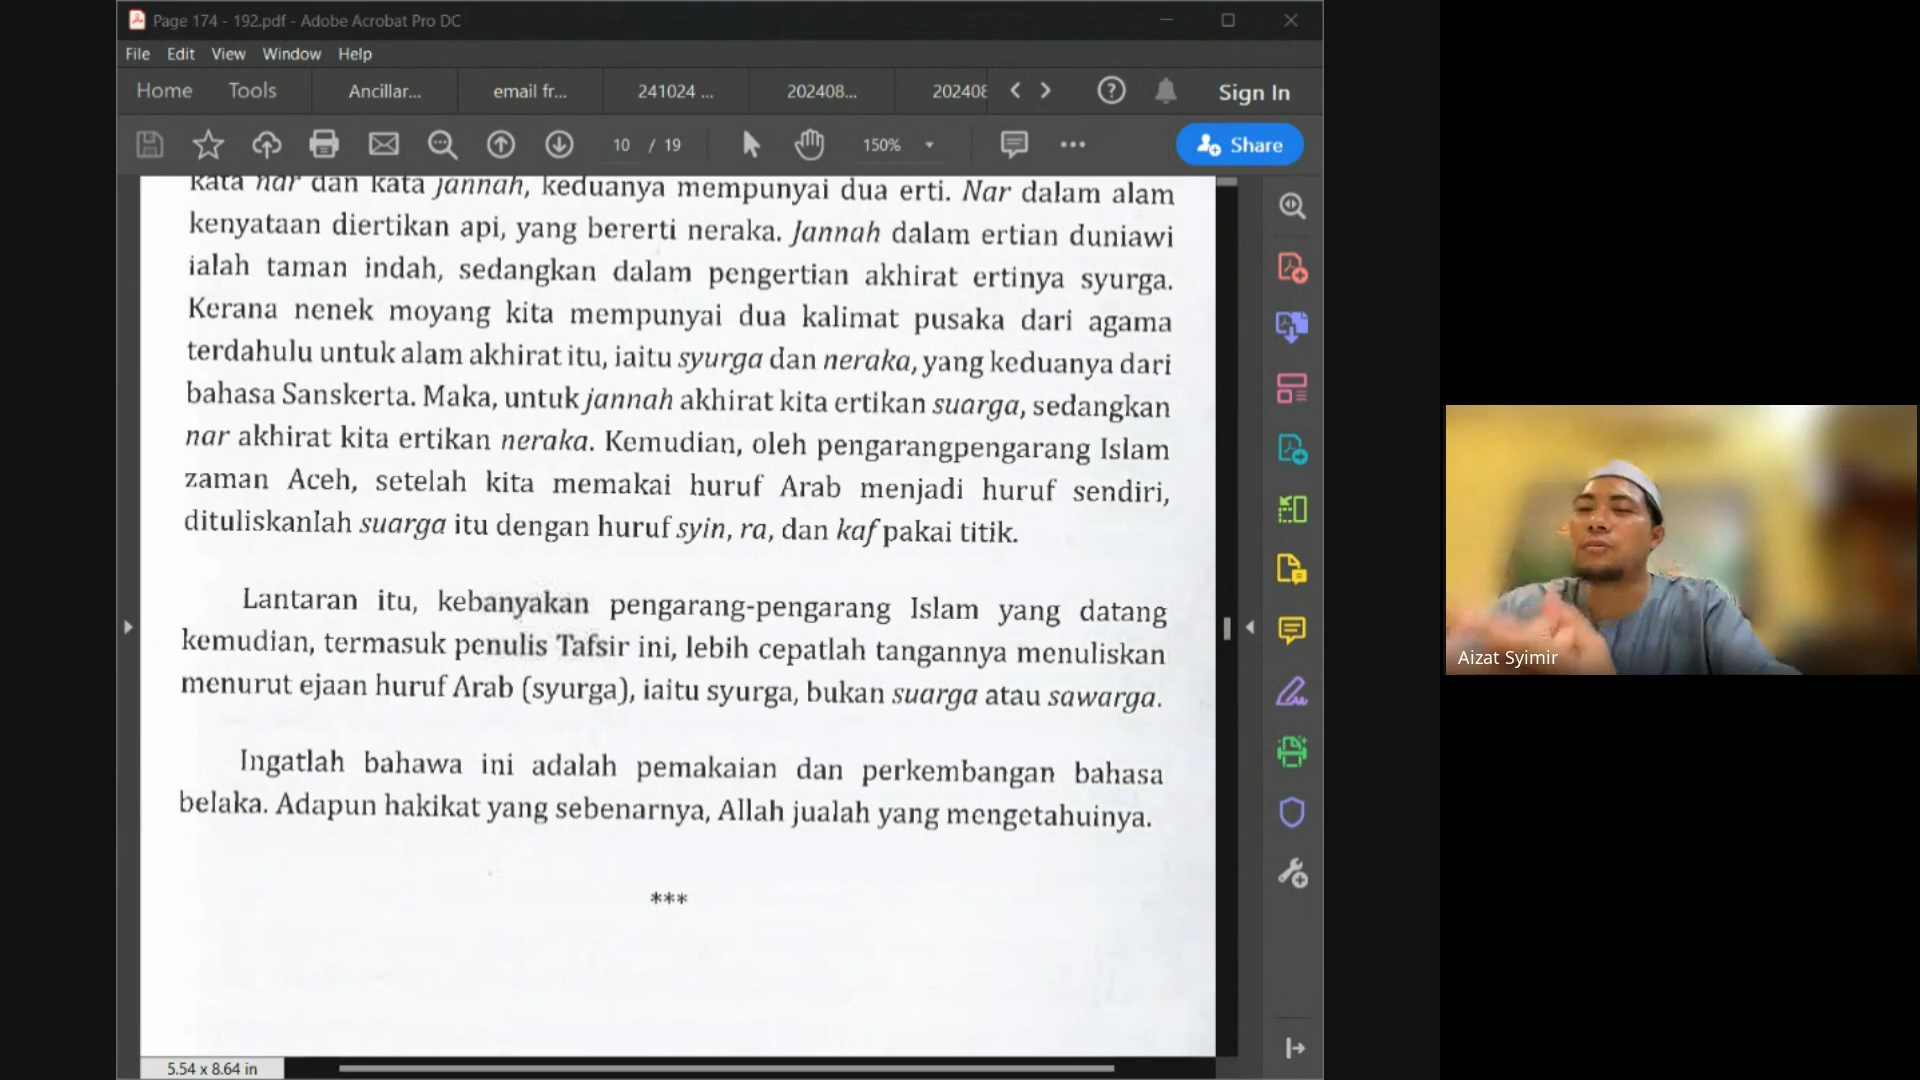 Page 174 - 192.pdf - Adobe Acrobat Pro DC
File Edit View Window Help
Home Tools Ancillar... email fr... 241024 ... 202408... 202408 Sign In
10 / 19 150% Share
kata nar dan kata jannah, keduanya mempunyai dua erti. Nar dalam alam
kenyataan diertikan api, yang bererti neraka. Jannah dalam ertian duniawi
ialah taman indah, sedangkan dalam pengertian akhirat ertinya syurga.
Kerana nenek moyang kita mempunyai dua kalimat pusaka dari agama
terdahulu untuk alam akhirat itu, iaitu syurga dan neraka, yang keduanya dari
bahasa Sanskerta. Maka, untuk jannah akhirat kita ertikan suarga, sedangkan
nar akhirat kita ertikan neraka. Kemudian, oleh pengarangpengarang Islam
zaman Aceh, setelah kita memakai huruf Arab menjadi huruf sendiri,
dituliskanlah suarga itu dengan huruf syin, ra, dan kaf pakai titik.
Lantaran itu, kebanyakan pengarang-pengarang Islam yang datang
kemudian, termasuk penulis Tafsir ini, lebih cepatlah tangannya menuliskan
menurut ejaan huruf Arab (syurga), iaitu syurga, bukan suarga atau sawarga.
Ingatlah bahawa ini adalah pemakaian dan perkembangan bahasa
belaka. Adapun hakikat yang sebenarnya, Allah jualah yang mengetahuinya.
***
5.54 x 8.64 in
Aizat Syimir